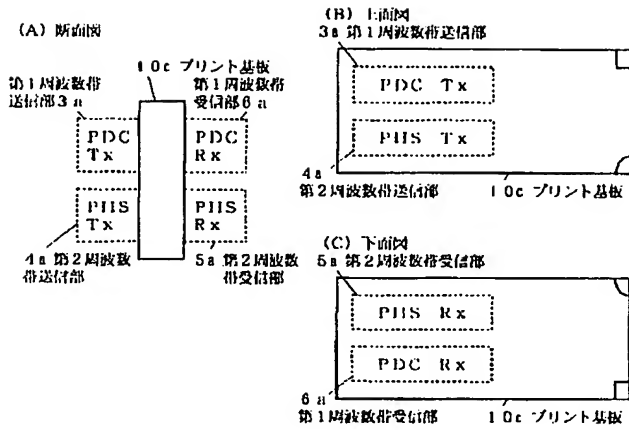 (A) 断面図
10c プリント基板
第1周波数帯
送信部3a
第1周波数帯
受信部6a
PDC
Tx
PDC
Rx
PHS
Tx
PHS
Rx
4a 第2周波数
帯送信部
5a 第2周波数
帯受信部
(B) 上面図
3a 第1周波数帯送信部
PDC Tx
PHS Tx
4a
第2周波数帯送信部
10c プリント基板
(C) 下面図
5a 第2周波数帯受信部
PHS Rx
PDC Rx
6a
第1周波数帯受信部
10c プリント基板